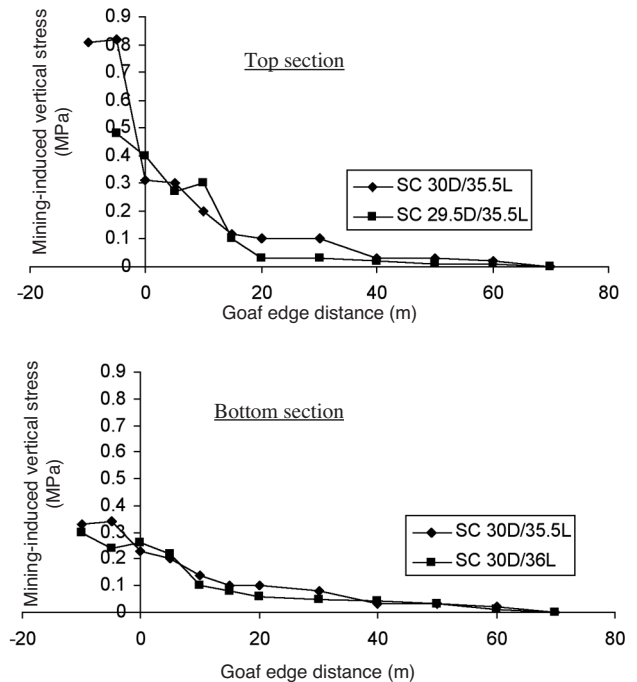 0.9
0.8
0.7
0.6
0.5
0.4
0.3
0.2
0.1
0
Mining-induced vertical stress
(MPa)
Top section
SC 30D/35.5L
SC 29.5D/35.5L
-20
0
20
40
60
80
Goaf edge distance (m)
0.9
0.8
0.7
0.6
0.5
0.4
0.3
0.2
0.1
0
Mining-induced vertical stress
(MPa)
Bottom section
SC 30D/35.5L
SC 30D/36L
-20
0
20
40
60
80
Goaf edge distance (m)